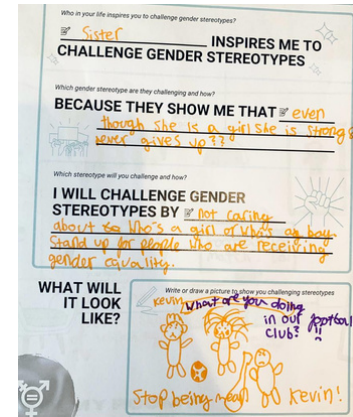 Who in your life inspires you to challenge gender stereotypes?
Sister INSPIRES ME TO
CHALLENGE GENDER STEREOTYPES
Which gender stereotype are they challenging and how?
BECAUSE THEY SHOW ME THAT even
though she is a girl she is strong &
never gives up??
Which stereotype will you challenge and how?
I WILL CHALLENGE GENDER
STEREOTYPES BY not caring
about who's a girl or who's a boy.
Stand up for people who are receiving
gender equality.
WHAT WILL
IT LOOK
LIKE?
Write or draw a picture to show you challenging stereotypes
kevin
what are you doing
in our football
club?!!
Stop being mean Kevin!